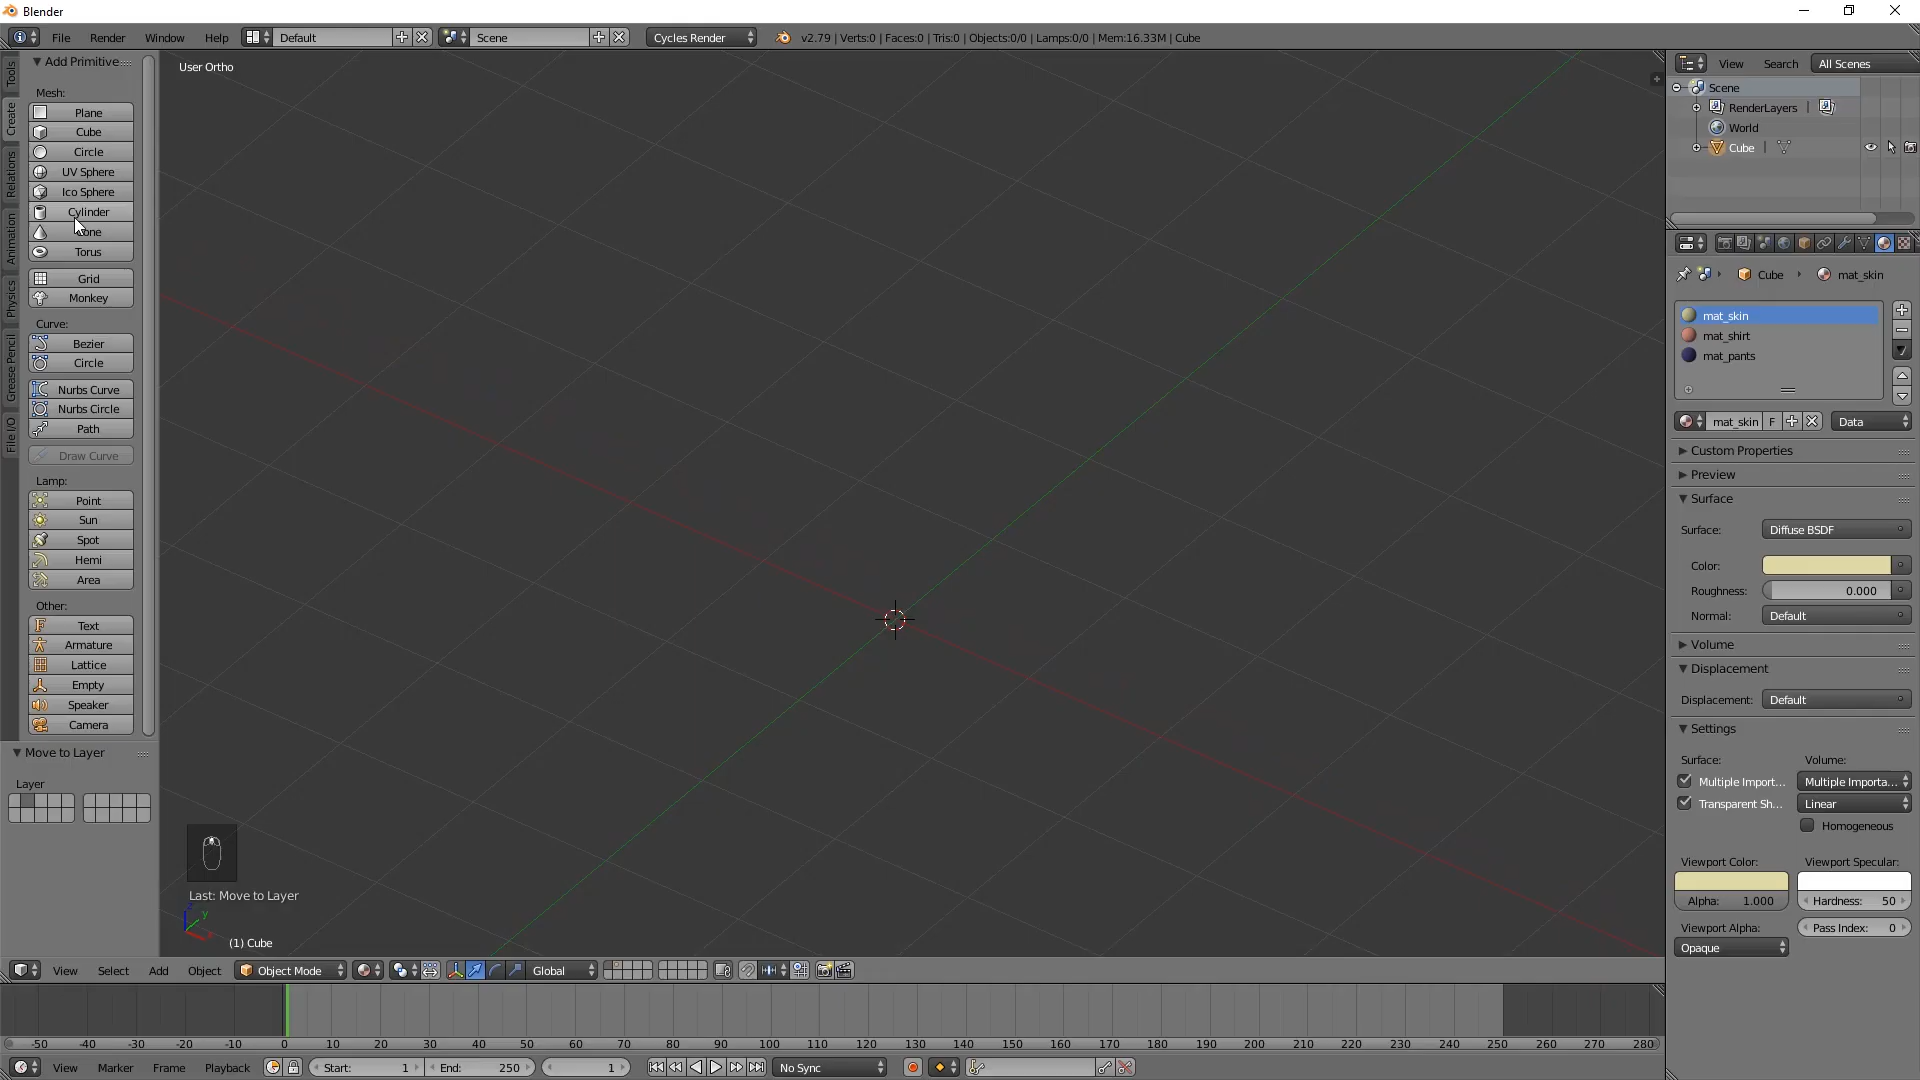 Blender
File Render Window Help Default Scene Cycles Render v2.79 | Verts:0 | Faces:0 | Tris:0 | Objects:0/0 | Lamps:0/0 | Mem:16.33M | Cube
Tools
Create
Relations
Animation
Physics
Grease Pencil
File I/O
Add Primitive
Mesh:
Plane
Cube
Circle
UV Sphere
Ico Sphere
Cylinder
Torus
Grid
Monkey
Curve:
Bezier
Circle
Nurbs Curve
Nurbs Circle
Path
Draw Curve
Lamp:
Point
Sun
Spot
Hemi
Area
Other:
Text
Armature
Lattice
Empty
Speaker
Camera
Move to Layer
Layer
User Ortho
Last: Move to Layer
y
(1) Cube
View Select Add Object Object Mode Global
View Search All Scenes
Scene
RenderLayers |
World
Cube |
Cube mat_skin
mat_skin
mat_shirt
mat_pants
mat_skin F Data
Custom Properties
Preview
Surface
Surface: Diffuse BSDF
Color:
Roughness: 0.000
Normal: Default
Volume
Displacement
Displacement: Default
Settings
Surface: Volume:
Multiple Import... Multiple Importa...
Transparent Sh... Linear
Homogeneous
Viewport Color: Viewport Specular:
Alpha: 1.000 Hardness: 50
Viewport Alpha: Pass Index: 0
Opaque
-50 -40 -30 -20 -10 0 10 20 30 40 50 60 70 80 90 100 110 120 130 140 150 160 170 180 190 200 210 220 230 240 250 260 270 280
View Marker Frame Playback Start: 1 End: 250 1 No Sync